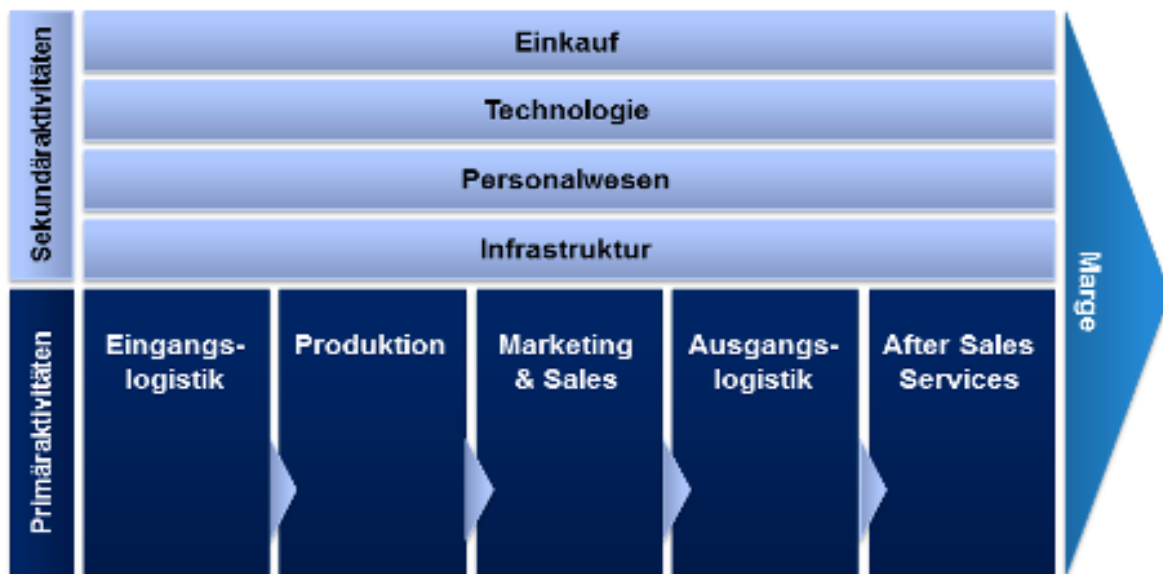 Sekundäraktivitäten
Einkauf
Technologie
Personalwesen
Infrastruktur
Marge
Primäraktivitäten
Eingangs-
logistik
Produktion
Marketing
& Sales
Ausgangs-
logistik
After Sales
Services